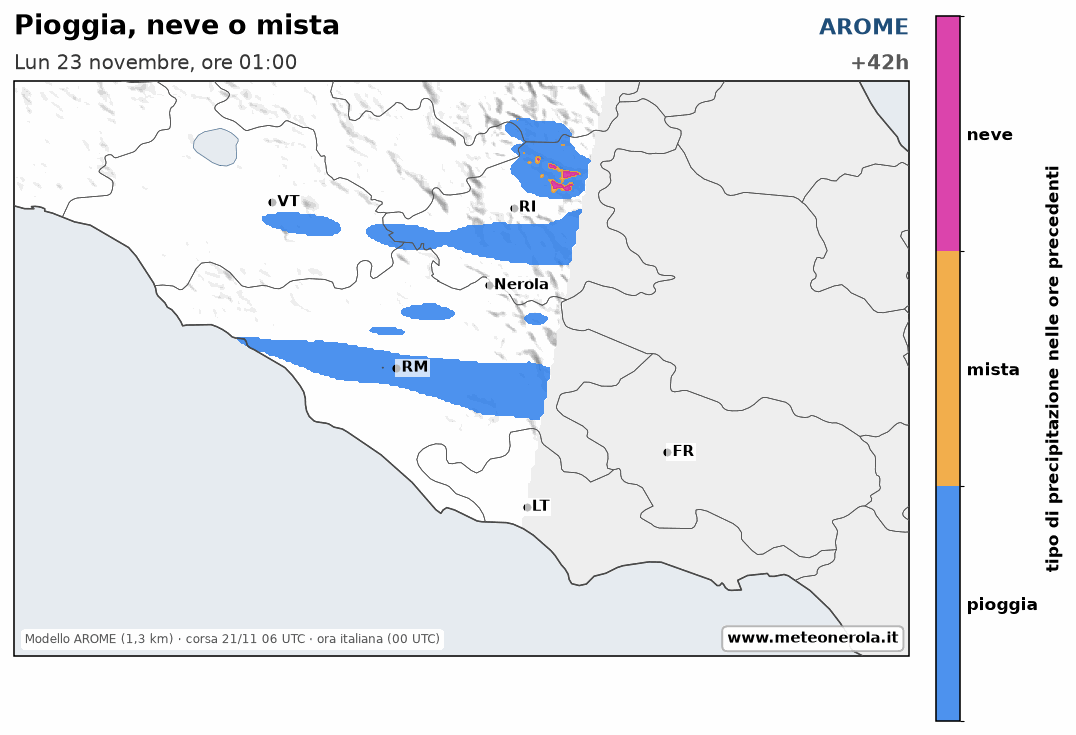 Pioggia, neve o mista
AROME
Lun 23 novembre, ore 01:00
+42h
neve
VT
RI
Nerola
mista
RM
FR
LT
pioggia
tipo di precipitazione nelle ore precedenti
Modello AROME (1,3 km) · corsa 21/11 06 UTC · ora italiana (00 UTC)
www.meteonerola.it